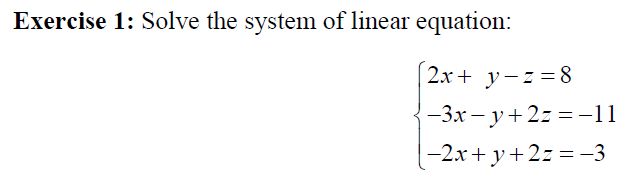 Exercise 1: Solve the system of linear equation:
2x + y − z = 8
−3x − y + 2z = −11
−2x + y + 2z = −3